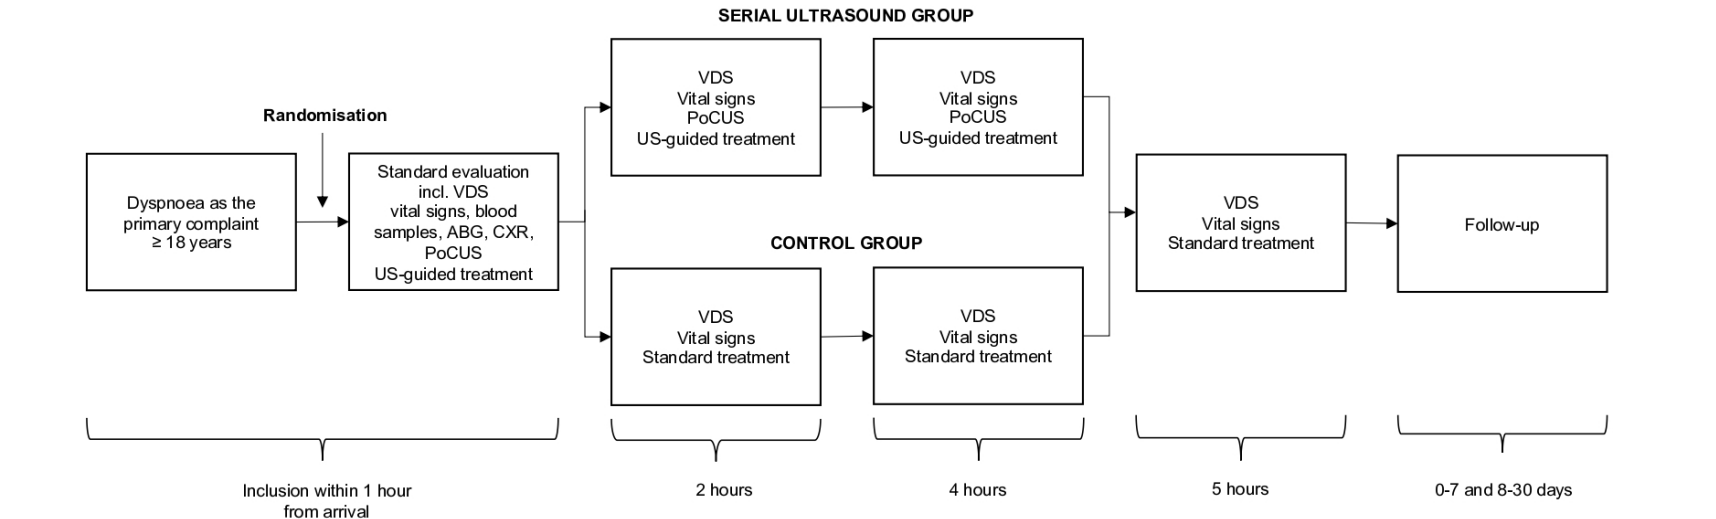 SERIAL ULTRASOUND GROUP
Randomisation
Dyspnoea as the
primary complaint
≥ 18 years
Standard evaluation
incl. VDS
vital signs, blood
samples, ABG, CXR,
PoCUS
US-guided treatment
VDS
Vital signs
PoCUS
US-guided treatment
VDS
Vital signs
PoCUS
US-guided treatment
CONTROL GROUP
VDS
Vital signs
Standard treatment
VDS
Vital signs
Standard treatment
VDS
Vital signs
Standard treatment
Follow-up
Inclusion within 1 hour
from arrival
2 hours
4 hours
5 hours
0-7 and 8-30 days